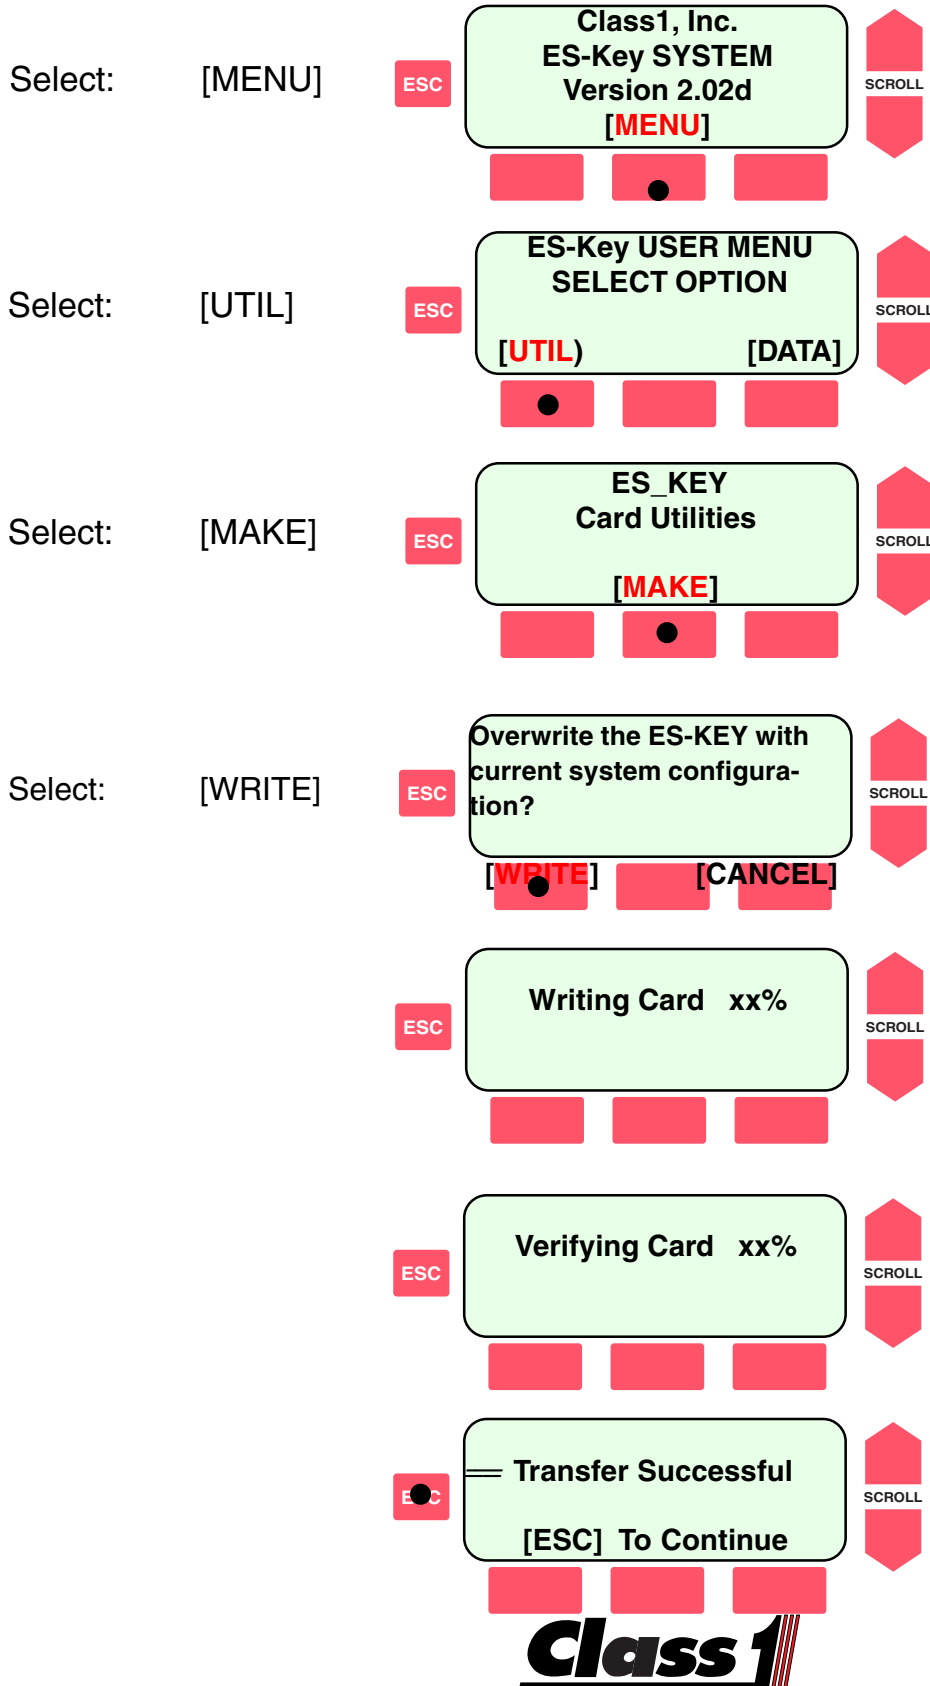 Class1, Inc.
ES-Key SYSTEM
Version 2.02d
[MENU]
Select: [MENU]
ESC
SCROLL
ES-Key USER MENU
SELECT OPTION
[UTIL) [DATA]
Select: [UTIL]
ESC
SCROLL
ES_KEY
Card Utilities
[MAKE]
Select: [MAKE]
ESC
SCROLL
Overwrite the ES-KEY with
current system configura-
tion?
[WRITE] [CANCEL]
Select: [WRITE]
ESC
SCROLL
Writing Card xx%
ESC
SCROLL
Verifying Card xx%
ESC
SCROLL
Transfer Successful
[ESC] To Continue
ESC
SCROLL
Class 1